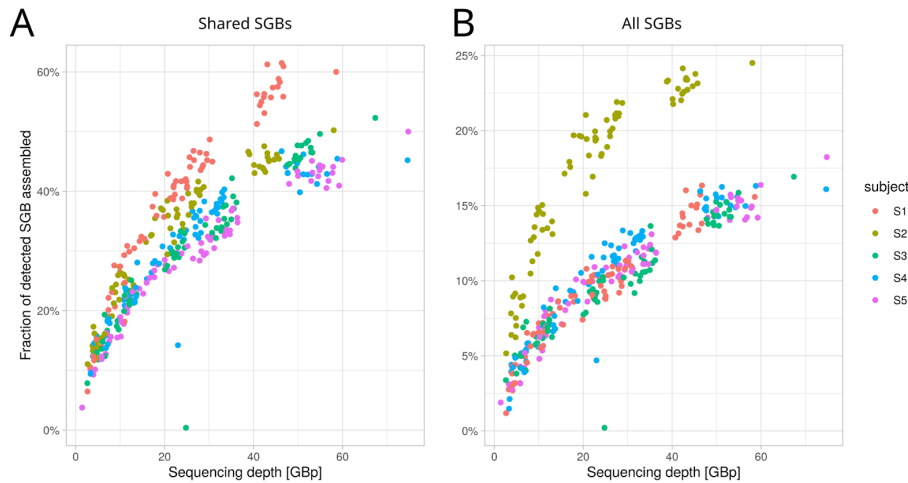 A
Shared SGBs
Fraction of detected SGB assembled
60%
40%
20%
0%
0
20
40
60
Sequencing depth [GBp]
B
All SGBs
25%
20%
15%
10%
5%
0%
0
20
40
60
Sequencing depth [GBp]
subject
S1
S2
S3
S4
S5